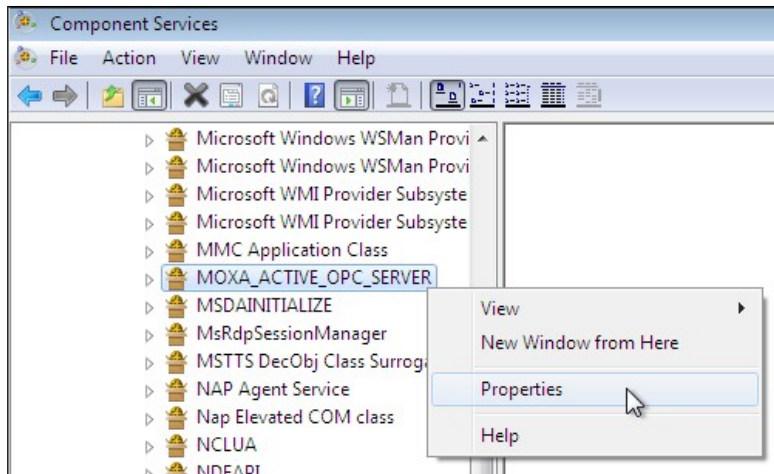 Component Services
File Action View Window Help
Microsoft Windows WSMan Provi
Microsoft Windows WSMan Provi
Microsoft WMI Provider Subsyste
Microsoft WMI Provider Subsyste
MMC Application Class
MOXA_ACTIVE_OPC_SERVER
MSDAINITIALIZE
MsRdpSessionManager
MSTTS DecObj Class Surroga
NAP Agent Service
Nap Elevated COM class
NCLUA
NDFAPI
View
New Window from Here
Properties
Help